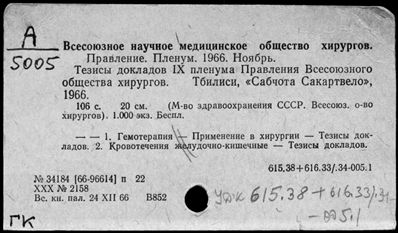 А
5005
Всесоюзное научное медицинское общество хирургов.
Правление. Пленум. 1966. Ноябрь.
Тезисы докладов IX пленума Правления Всесоюзного
общества хирургов. Тбилиси, «Сабчота Сакартвело»,
1966.
106 с. 20 см. (М-во здравоохранения СССР. Всесоюз. о-во
хирургов). 1.000 экз. Беспл.
— — 1. Гемотерапия — Применение в хирургии — Тезисы док-
ладов. 2. Кровотечения желудочно-кишечные — Тезисы докладов.
615.38+616.33/.34-005.1
№ 34184 [66-96614] п 22
XXX № 2158
Вс. кн. пал. 24 XII 66 В852
УДК 615.38+616.33/.34-
-005.1
ГК